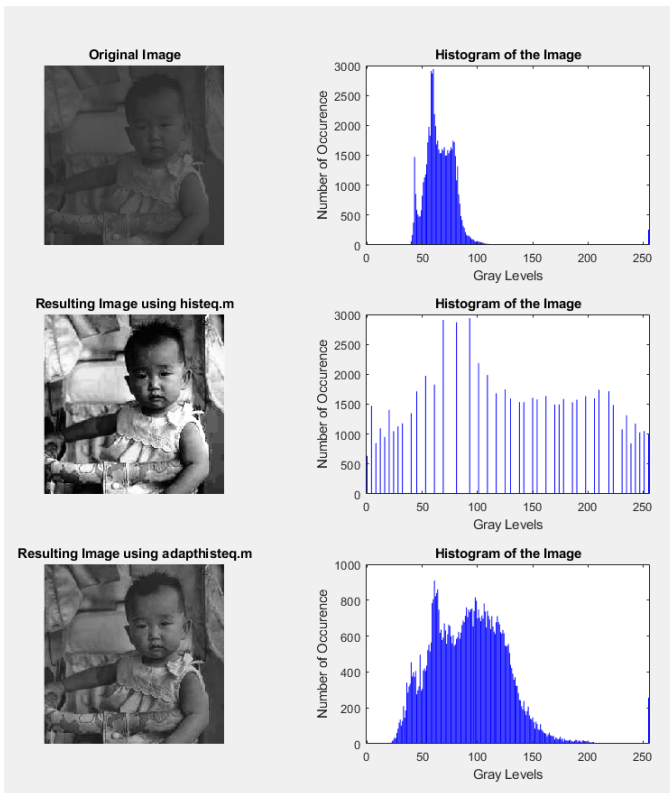 Original Image
Histogram of the Image
3000
2500
2000
1500
1000
500
0
Number of Occurence
0 50 100 150 200 250
Gray Levels
Resulting Image using histeq.m
Histogram of the Image
3000
2500
2000
1500
1000
500
0
Number of Occurence
0 50 100 150 200 250
Gray Levels
Resulting Image using adapthisteq.m
Histogram of the Image
1000
800
600
400
200
0
Number of Occurence
0 50 100 150 200 250
Gray Levels